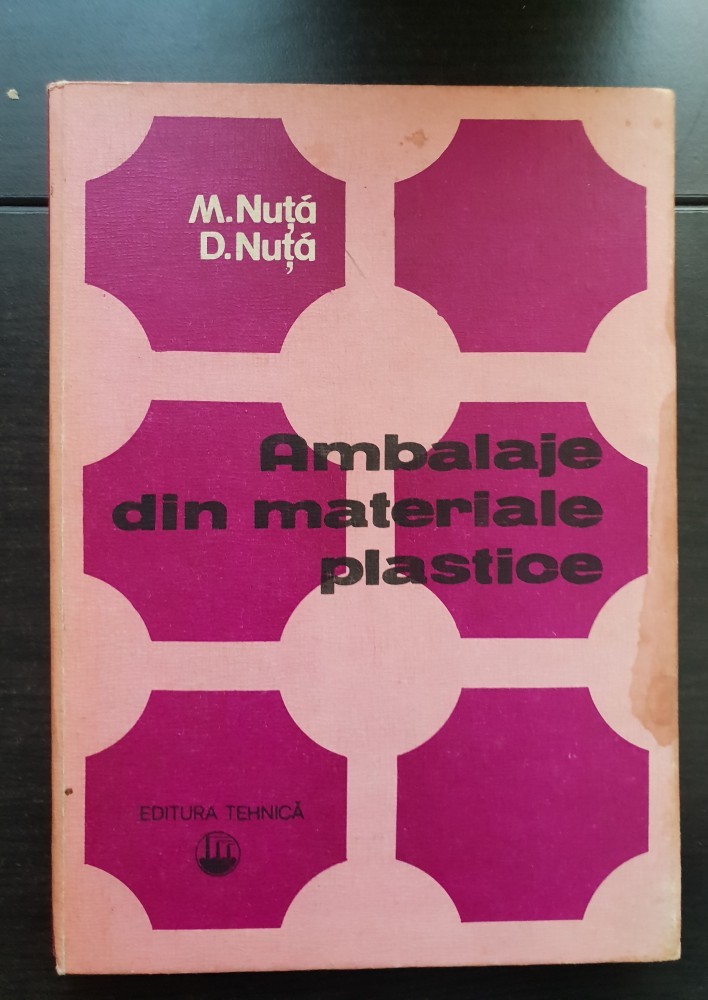 M. Nuță
D. Nuță
Ambalaje
din materiale
plastice
EDITURA TEHNICĂ